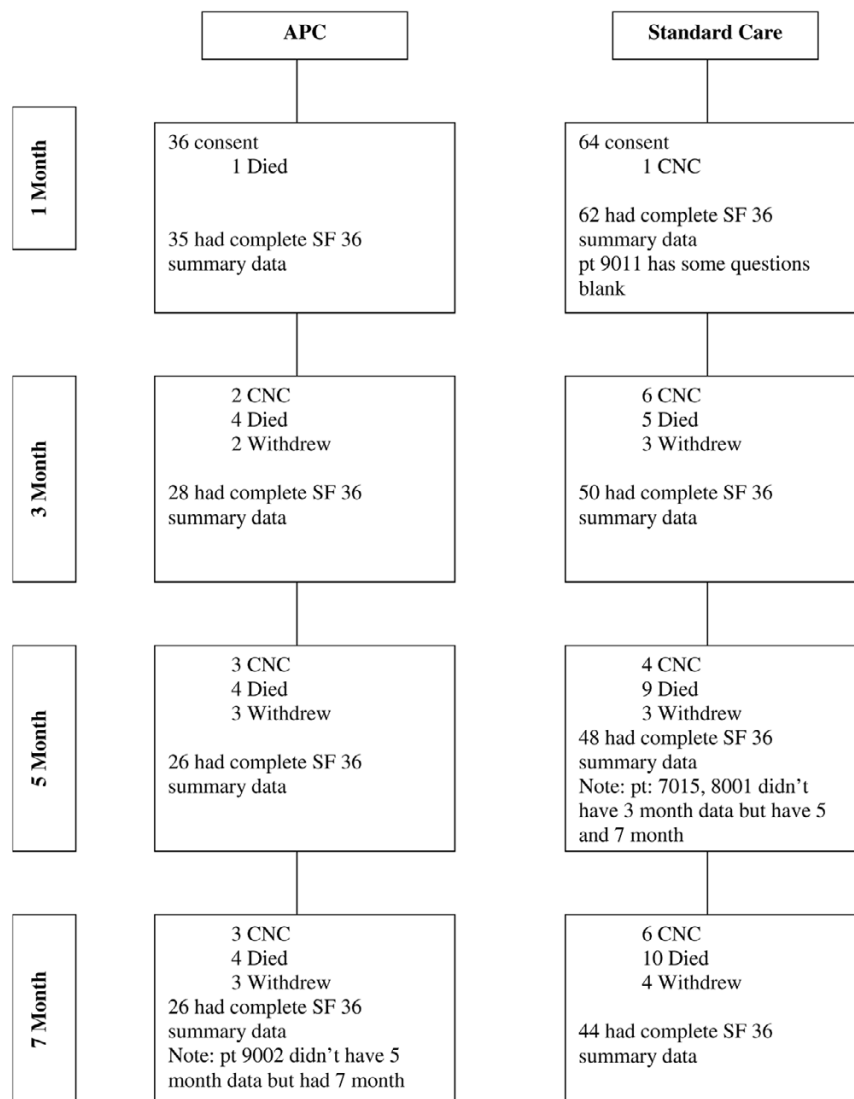 APC
Standard Care
1 Month
36 consent
1 Died
35 had complete SF 36
summary data
64 consent
1 CNC
62 had complete SF 36
summary data
pt 9011 has some questions
blank
3 Month
2 CNC
4 Died
2 Withdrew
28 had complete SF 36
summary data
6 CNC
5 Died
3 Withdrew
50 had complete SF 36
summary data
5 Month
3 CNC
4 Died
3 Withdrew
26 had complete SF 36
summary data
4 CNC
9 Died
3 Withdrew
48 had complete SF 36
summary data
Note: pt: 7015, 8001 didn’t
have 3 month data but have 5
and 7 month
7 Month
3 CNC
4 Died
3 Withdrew
26 had complete SF 36
summary data
Note: pt 9002 didn’t have 5
month data but had 7 month
6 CNC
10 Died
4 Withdrew
44 had complete SF 36
summary data